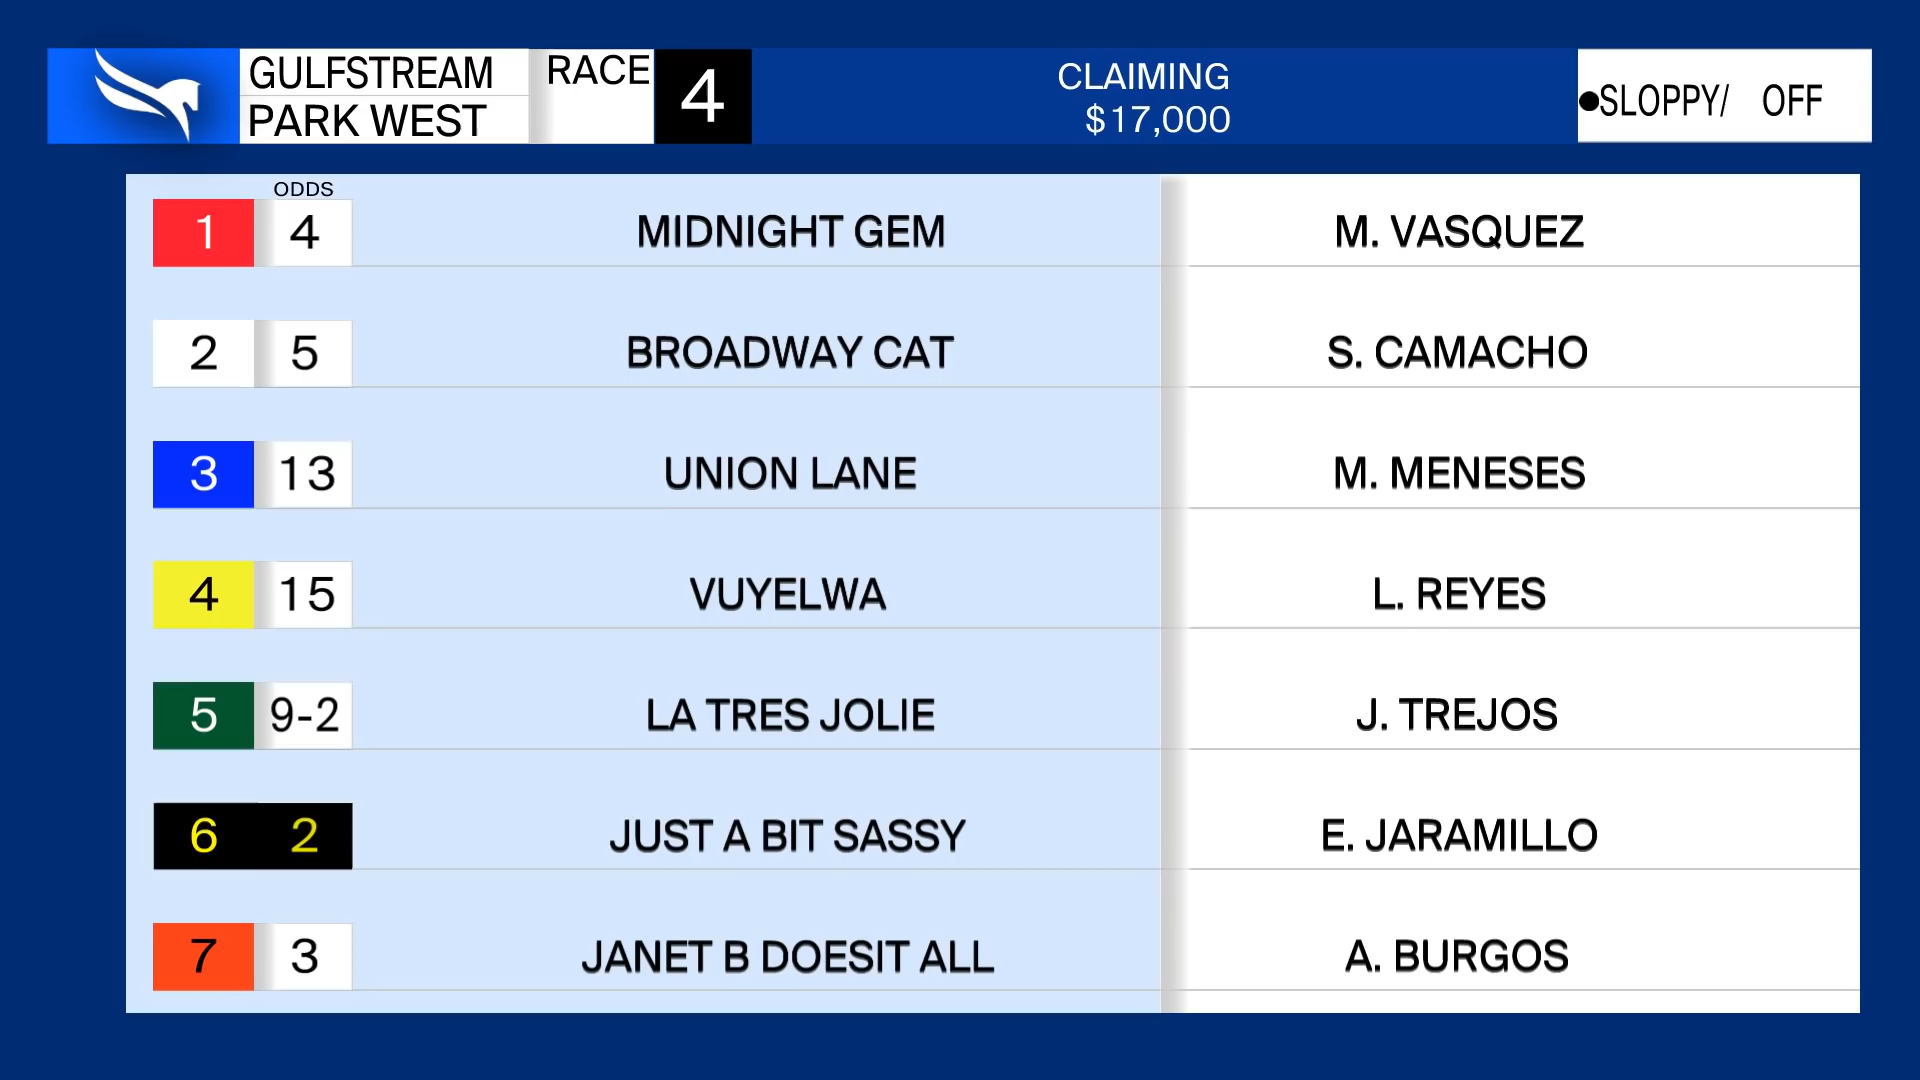 GULFSTREAM
PARK WEST
RACE
4
CLAIMING
$17,000
●SLOPPY/ OFF
ODDS
1 4 MIDNIGHT GEM M. VASQUEZ
2 5 BROADWAY CAT S. CAMACHO
3 13 UNION LANE M. MENESES
4 15 VUYELWA L. REYES
5 9-2 LA TRES JOLIE J. TREJOS
6 2 JUST A BIT SASSY E. JARAMILLO
7 3 JANET B DOESIT ALL A. BURGOS